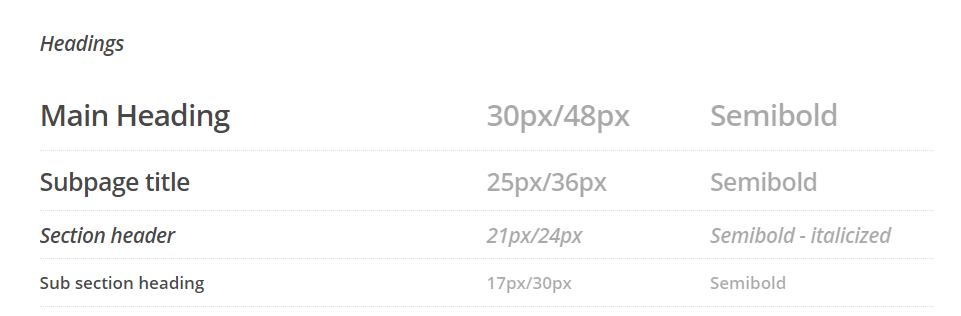 Headings
Main Heading 30px/48px Semibold
Subpage title 25px/36px Semibold
Section header 21px/24px Semibold - italicized
Sub section heading 17px/30px Semibold